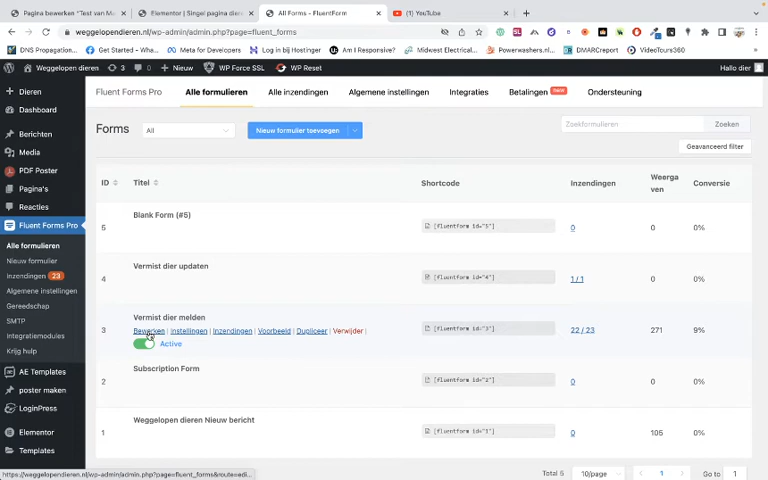 Pagina bewerken "Test van M
Elementor | Singel pagina diere
All Forms - FluentForm
(13) YouTube
weggelopendieren.nl/wp-admin/admin.php?page=fluent_forms
DNS Propagation...
Get Started - Wha...
Meta for Developers
Log in bij Hostinger
Am I Responsive?
Midwest Electrical...
Powerwashers.nl...
DMARCreport
VideoTours360
Weggelopen dieren
3
0
Nieuw
WP Force SSL
WP Reset
Hallo dier
Dieren
Dashboard
Berichten
Media
PDF Poster
Pagina's
Reacties
Fluent Forms Pro
Alle formulieren
Nieuw formulier
Inzendingen 23
Algemene instellingen
Gereedschap
SMTP
Integratiemodules
Krijg hulp
AE Templates
poster maken
LoginPress
Elementor
Templates
Fluent Forms Pro
Alle formulieren
Alle inzendingen
Algemene instellingen
Integraties
Betalingen
NEW
Ondersteuning
Forms
All
Nieuw formulier toevoegen
Zoekformulieren
Zoeken
Geavanceerd filter
ID
Titel
Shortcode
Inzendingen
Weerga
ven
Conversie
5
Blank Form (#5)
[fluentform id="5"]
0
0
0%
4
Vermist dier updaten
[fluentform id="4"]
1 / 1
0
0%
3
Vermist dier melden
Bewerken | Instellingen | Inzendingen | Voorbeeld | Dupliceer | Verwijder |
Active
[fluentform id="3"]
22 / 23
271
9%
2
Subscription Form
[fluentform id="2"]
0
0
0%
1
Weggelopen dieren Nieuw bericht
[fluentform id="1"]
0
105
0%
https://weggelopendieren.nl/wp-admin/admin.php?page=fluent_forms&route=edi...
Total 5
10/page
1
Go to
1